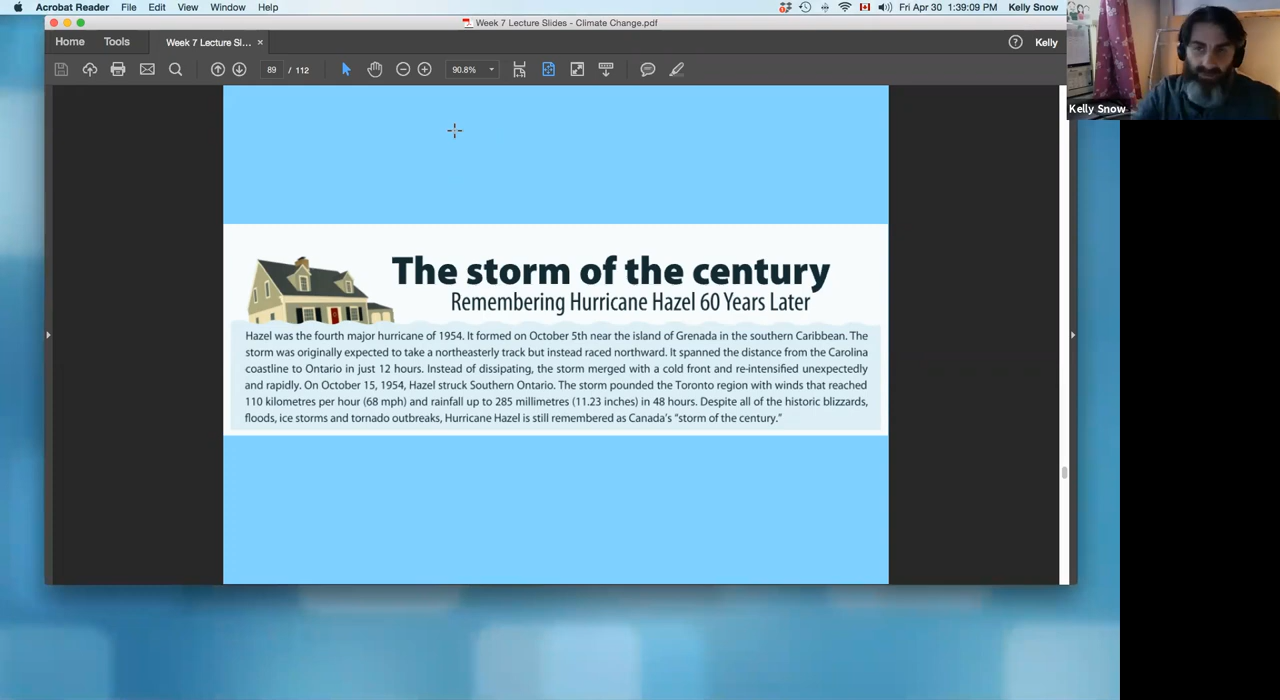 Acrobat Reader File Edit View Window Help Fri Apr 30 1:39:09 PM Kelly Snow
Week 7 Lecture Slides - Climate Change.pdf
Home Tools Week 7 Lecture Sl... × Kelly
89 / 112 90.8%
Kelly Snow
The storm of the century
Remembering Hurricane Hazel 60 Years Later
Hazel was the fourth major hurricane of 1954. It formed on October 5th near the island of Grenada in the southern Caribbean. The
storm was originally expected to take a northeasterly track but instead raced northward. It spanned the distance from the Carolina
coastline to Ontario in just 12 hours. Instead of dissipating, the storm merged with a cold front and re-intensified unexpectedly
and rapidly. On October 15, 1954, Hazel struck Southern Ontario. The storm pounded the Toronto region with winds that reached
110 kilometres per hour (68 mph) and rainfall up to 285 millimetres (11.23 inches) in 48 hours. Despite all of the historic blizzards,
floods, ice storms and tornado outbreaks, Hurricane Hazel is still remembered as Canada's "storm of the century."